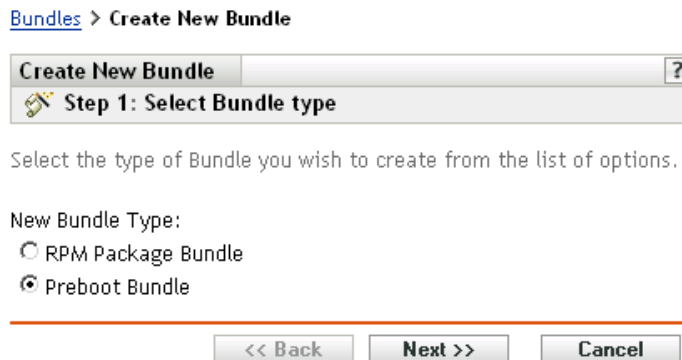 Bundles > Create New Bundle
Create New Bundle ?
Step 1: Select Bundle type
Select the type of Bundle you wish to create from the list of options.
New Bundle Type:
RPM Package Bundle
Preboot Bundle
<< Back Next >> Cancel